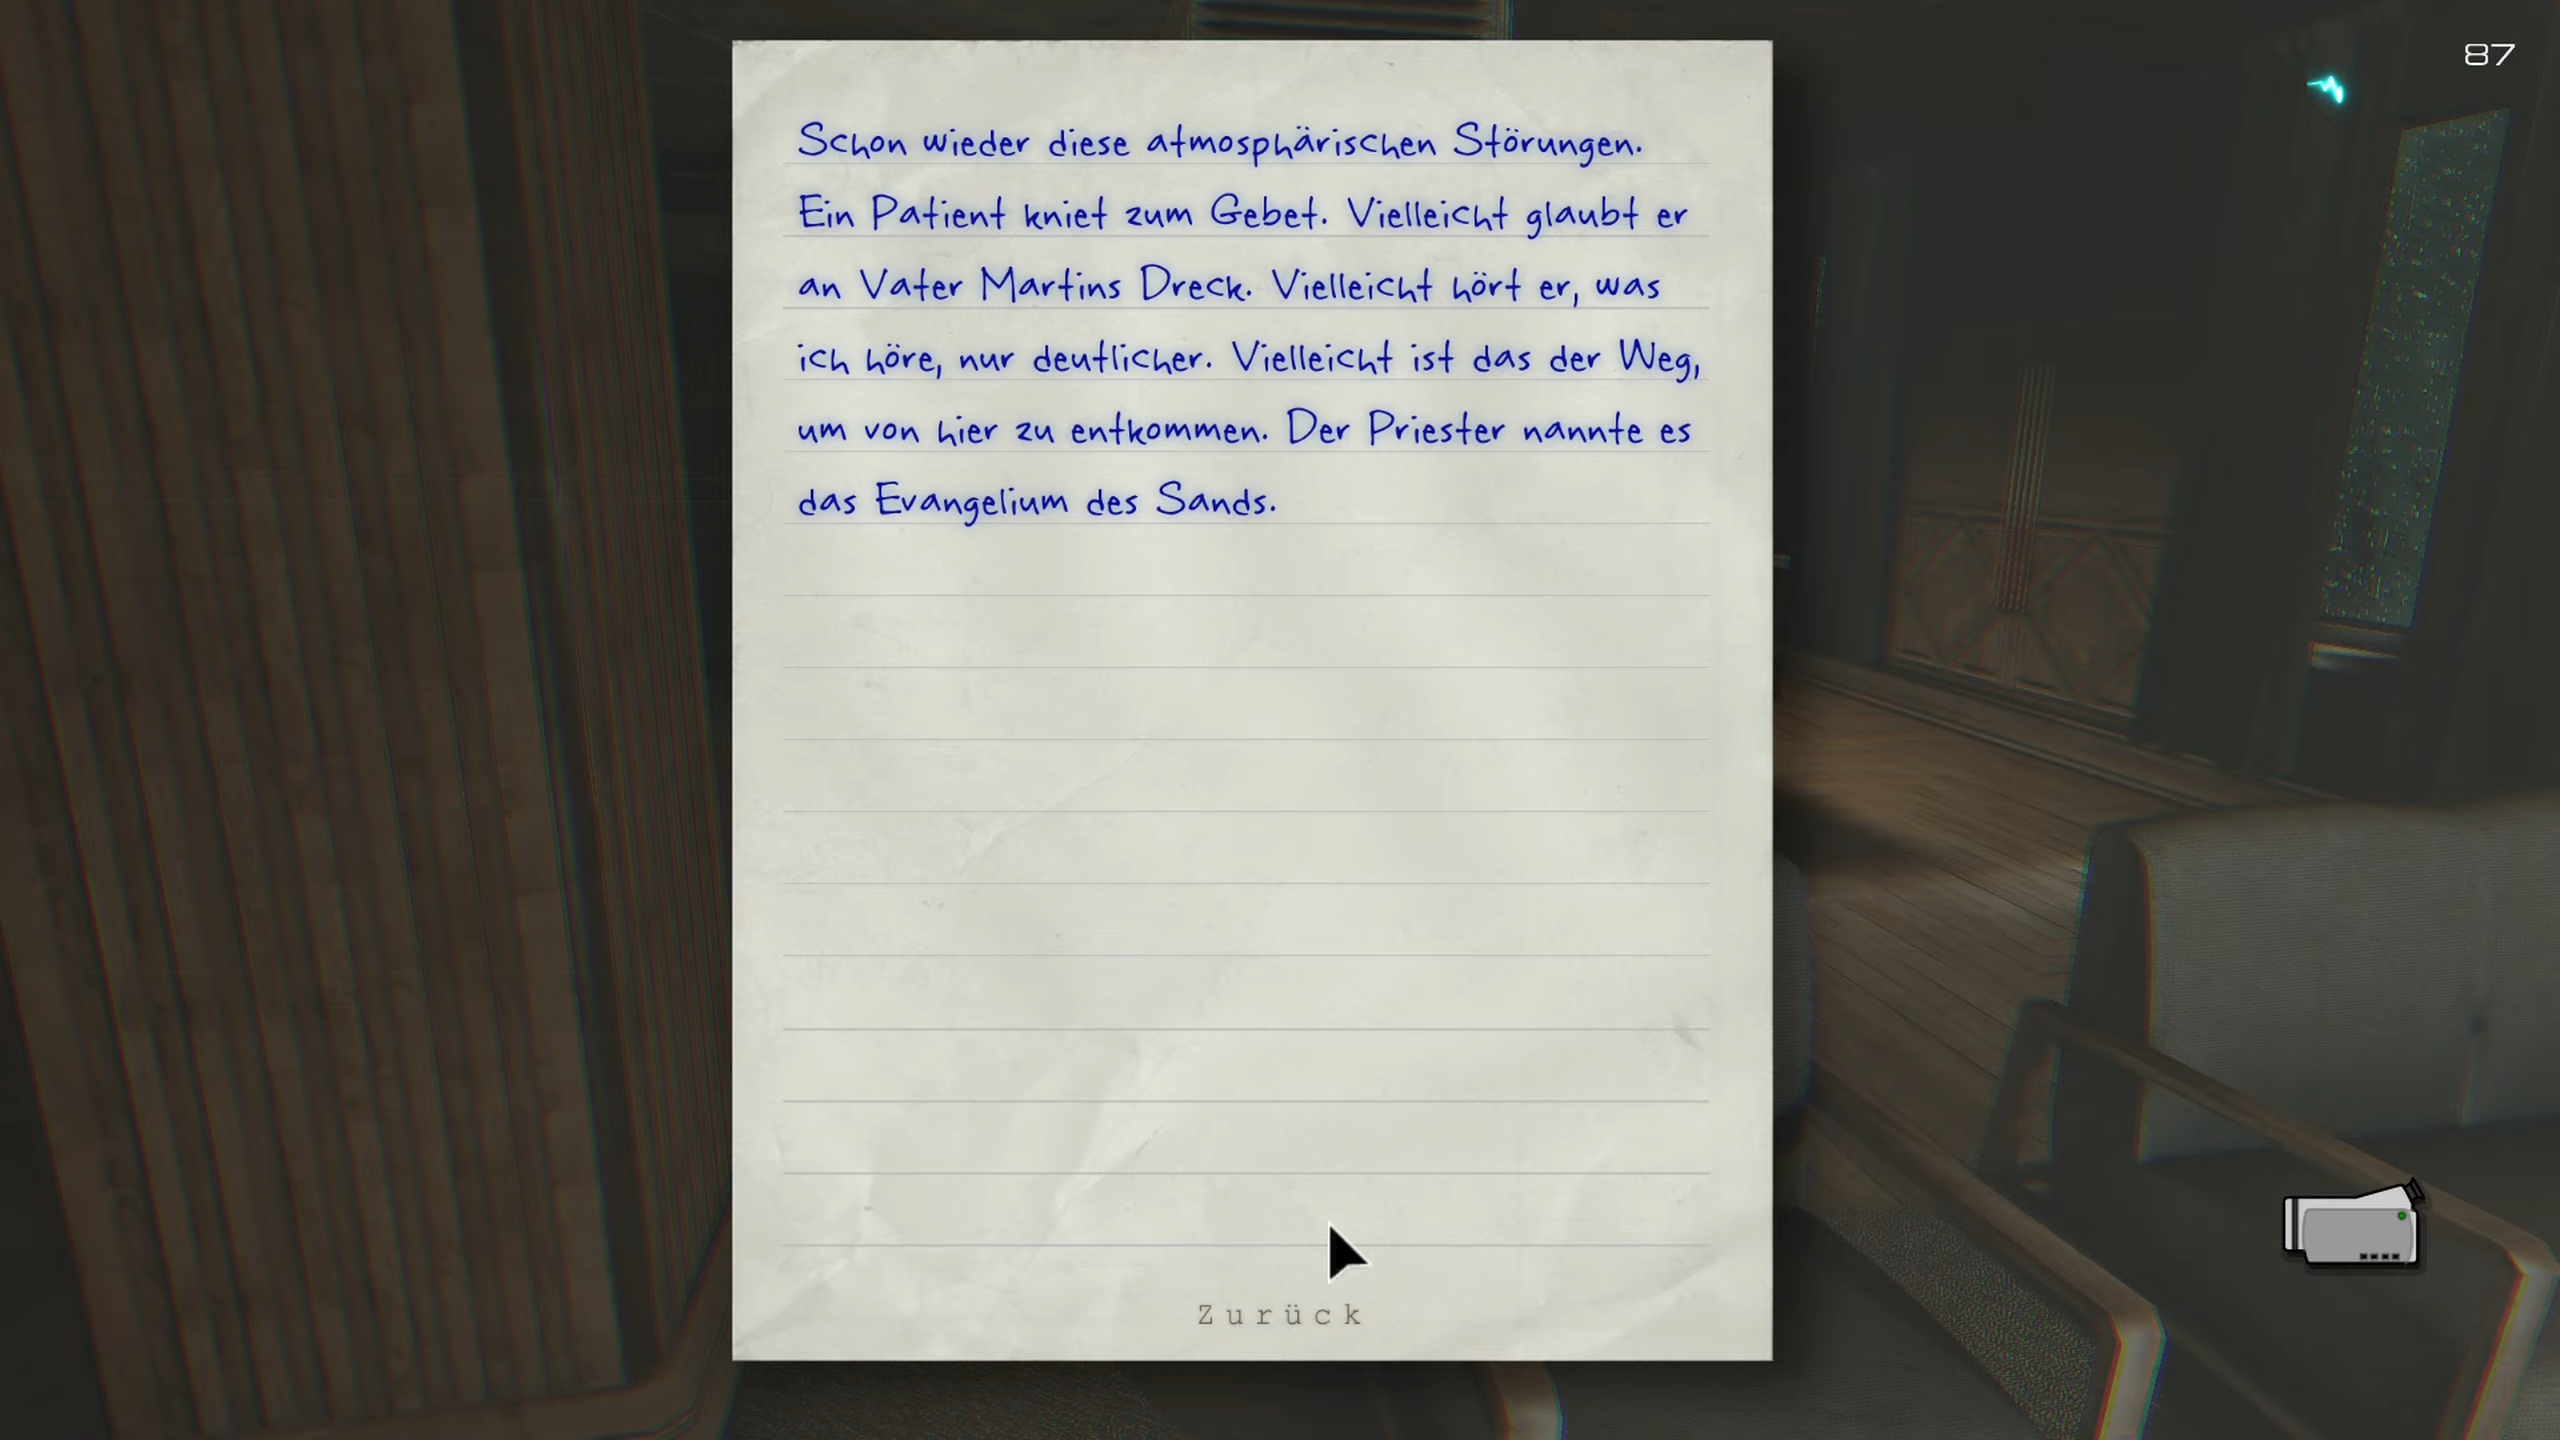 87
Schon wieder diese atmosphärischen Störungen.
Ein Patient kniet zum Gebet. Vielleicht glaubt er
an Vater Martins Dreck. Vielleicht hört er, was
ich höre, nur deutlicher. Vielleicht ist das der Weg,
um von hier zu entkommen. Der Priester nannte es
das Evangelium des Sands.
Zurück